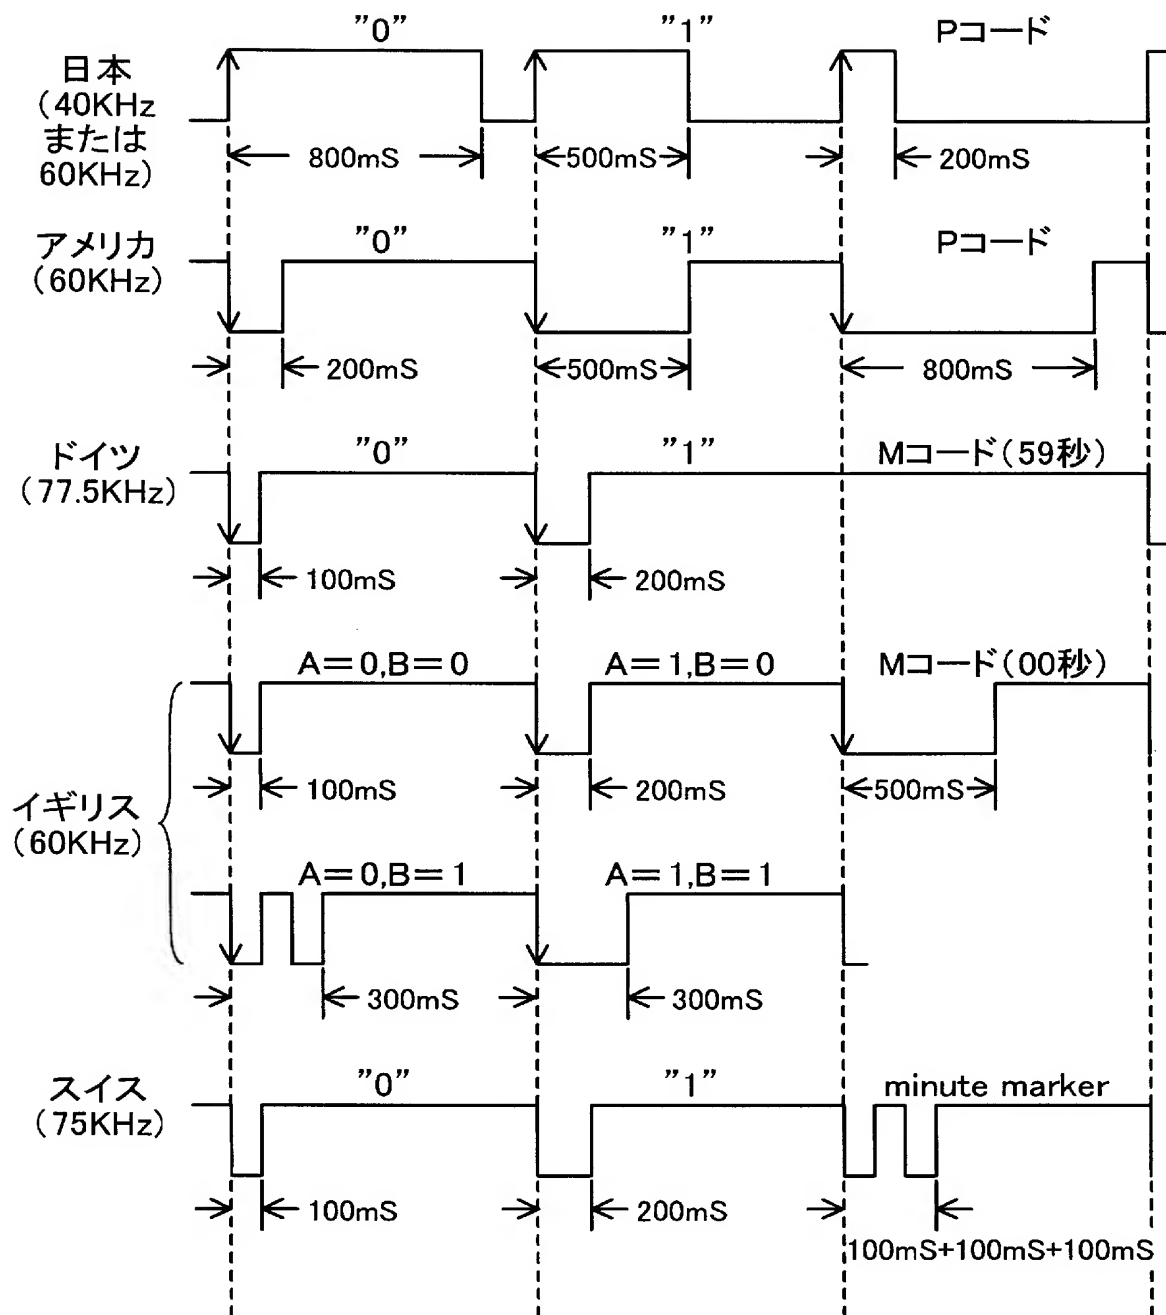 ”0” ”1” Pコード
日本
(40KHz
または
60KHz)
800mS 500mS 200mS
”0” ”1” Pコード
アメリカ
(60KHz)
200mS 500mS 800mS
”0” ”1” Mコード(59秒)
ドイツ
(77.5KHz)
100mS 200mS
A=0,B=0 A=1,B=0 Mコード(00秒)
100mS 200mS 500mS
イギリス
(60KHz)
A=0,B=1 A=1,B=1
300mS 300mS
”0” ”1” minute marker
スイス
(75KHz)
100mS 200mS
100mS+100mS+100mS